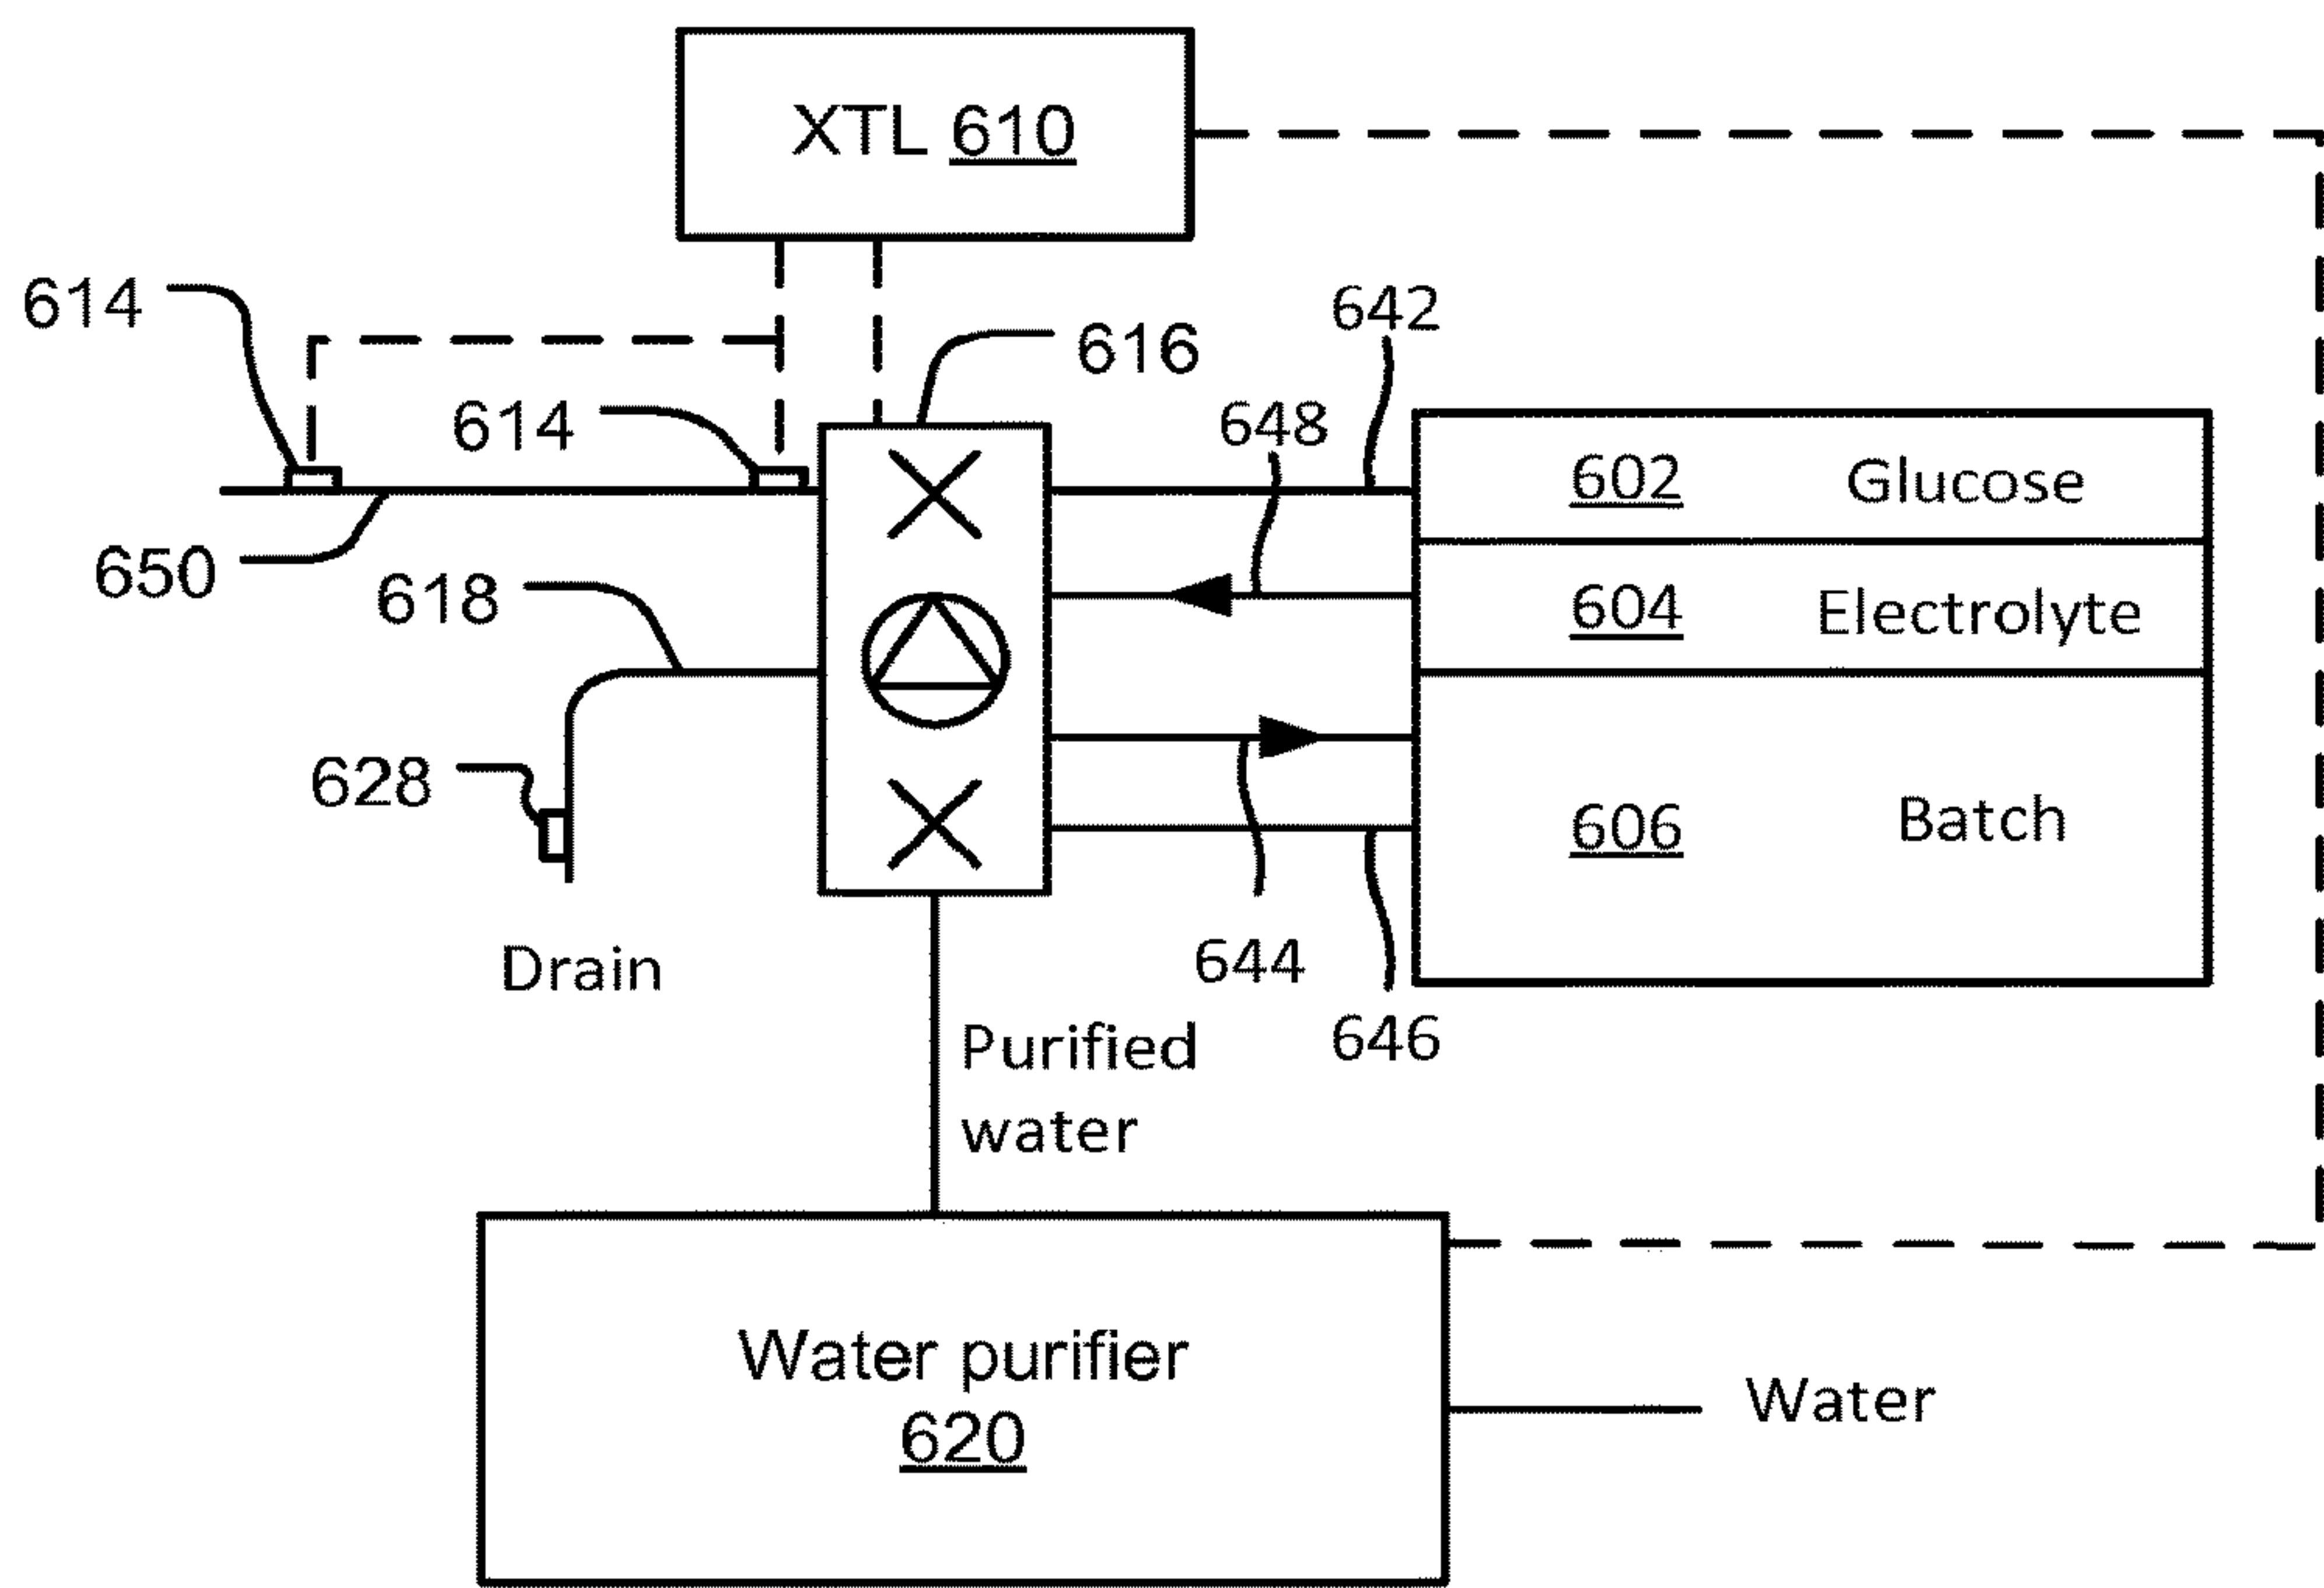 XTL 610
614
642
616
614
648
602 Glucose
650
618
604 Electrolyte
628
606 Batch
Drain
644
646
Purified
water
Water purifier
620
Water